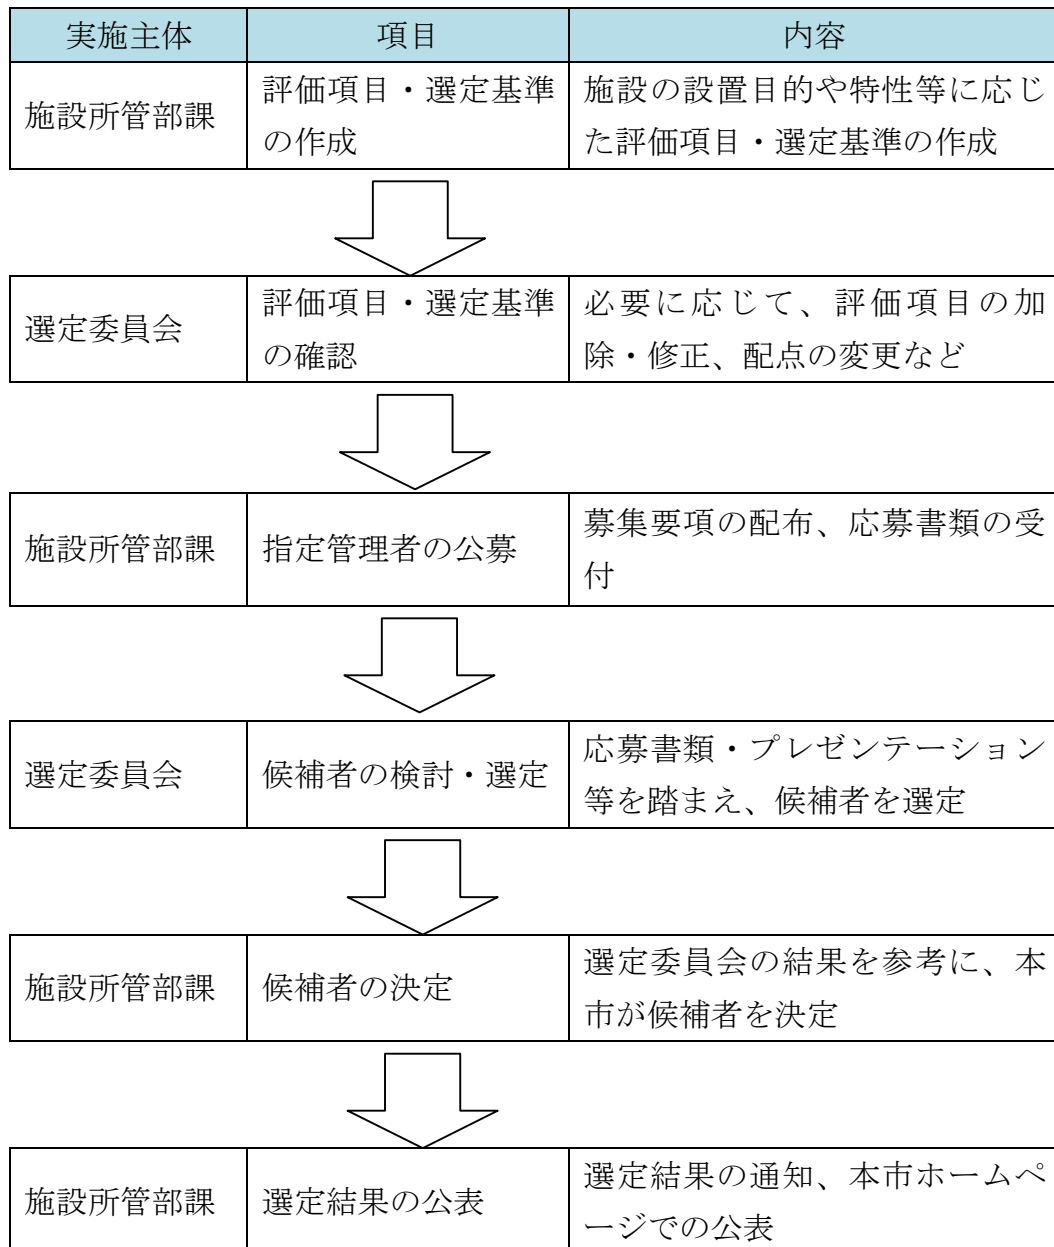 実施主体 項目 内容
施設所管部課
評価項目・選定基準
の作成
施設の設置目的や特性等に応じ
た評価項目・選定基準の作成
選定委員会
評価項目・選定基準
の確認
必要に応じて、評価項目の加
除・修正、配点の変更など
施設所管部課
指定管理者の公募
募集要項の配布、応募書類の受
付
選定委員会
候補者の検討・選定
応募書類・プレゼンテーション
等を踏まえ、候補者を選定
施設所管部課
候補者の決定
選定委員会の結果を参考に、本
市が候補者を決定
施設所管部課
選定結果の公表
選定結果の通知、本市ホームペ
ージでの公表